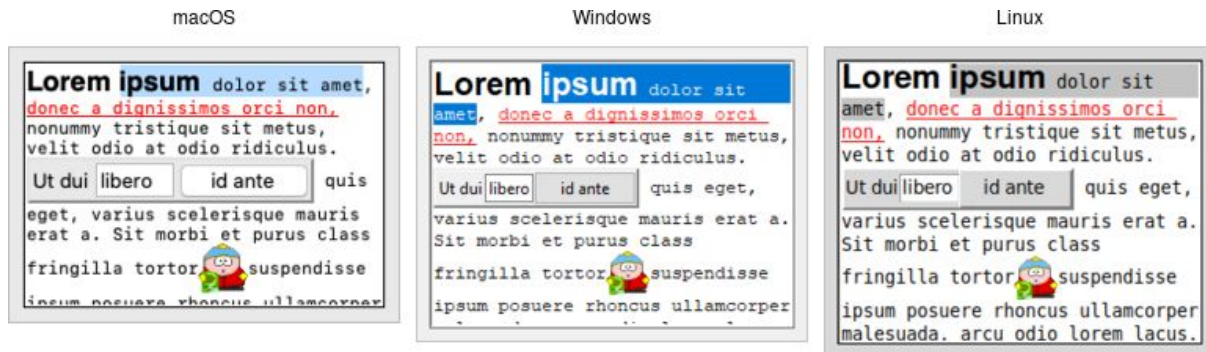 macOS
Lorem ipsum dolor sit amet,
donec a dignissimos orci non,
nonummy tristique sit metus,
velit odio at odio ridiculus.
Ut dui libero id ante quis
eget, varius scelerisque mauris
erat a. Sit morbi et purus class
fringilla tortor suspendisse
ipsum posuere rhoncus ullamcorper
Windows
Lorem ipsum dolor sit
amet, donec a dignissimos orci
non, nonummy tristique sit metus,
velit odio at odio ridiculus.
Ut dui libero id ante quis eget,
varius scelerisque mauris erat a.
Sit morbi et purus class
fringilla tortor suspendisse
ipsum posuere rhoncus ullamcorper
Linux
Lorem ipsum dolor sit
amet, donec a dignissimos orci
non, nonummy tristique sit metus,
velit odio at odio ridiculus.
Ut dui libero id ante quis eget,
varius scelerisque mauris erat a.
Sit morbi et purus class
fringilla tortor suspendisse
ipsum posuere rhoncus ullamcorper
malesuada. arcu odio lorem lacus.